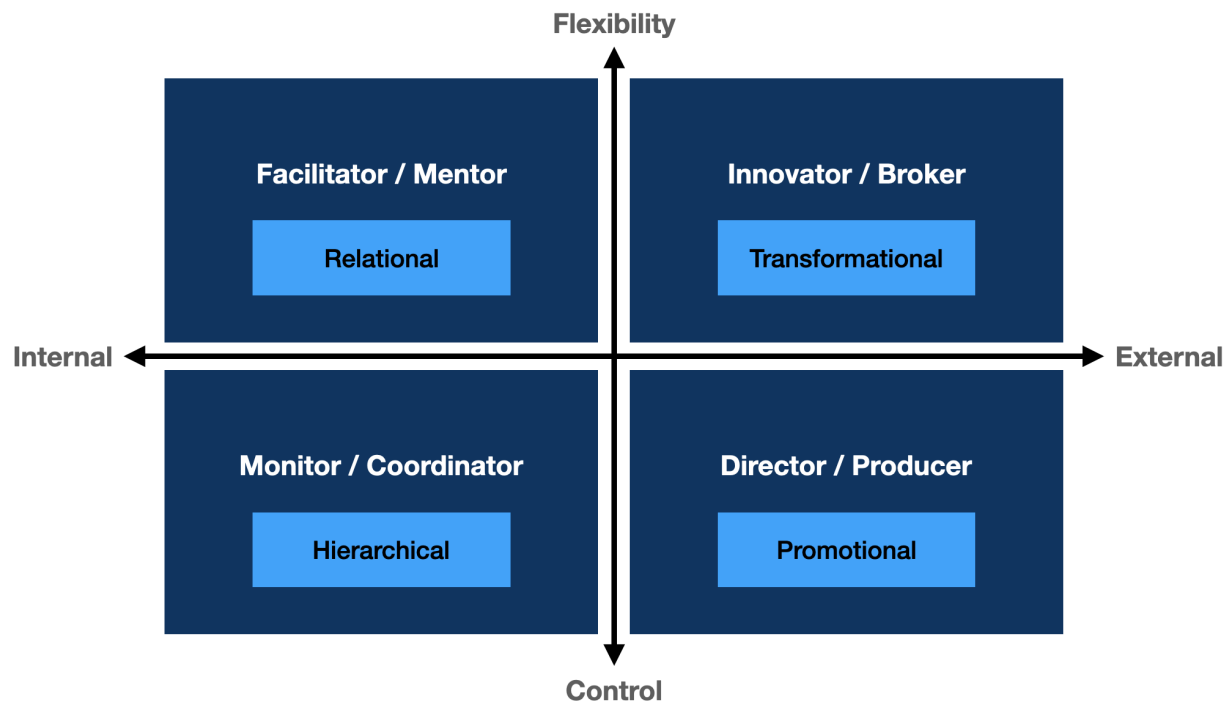 Flexibility
Facilitator / Mentor
Innovator / Broker
Relational
Transformational
Internal
External
Monitor / Coordinator
Director / Producer
Hierarchical
Promotional
Control